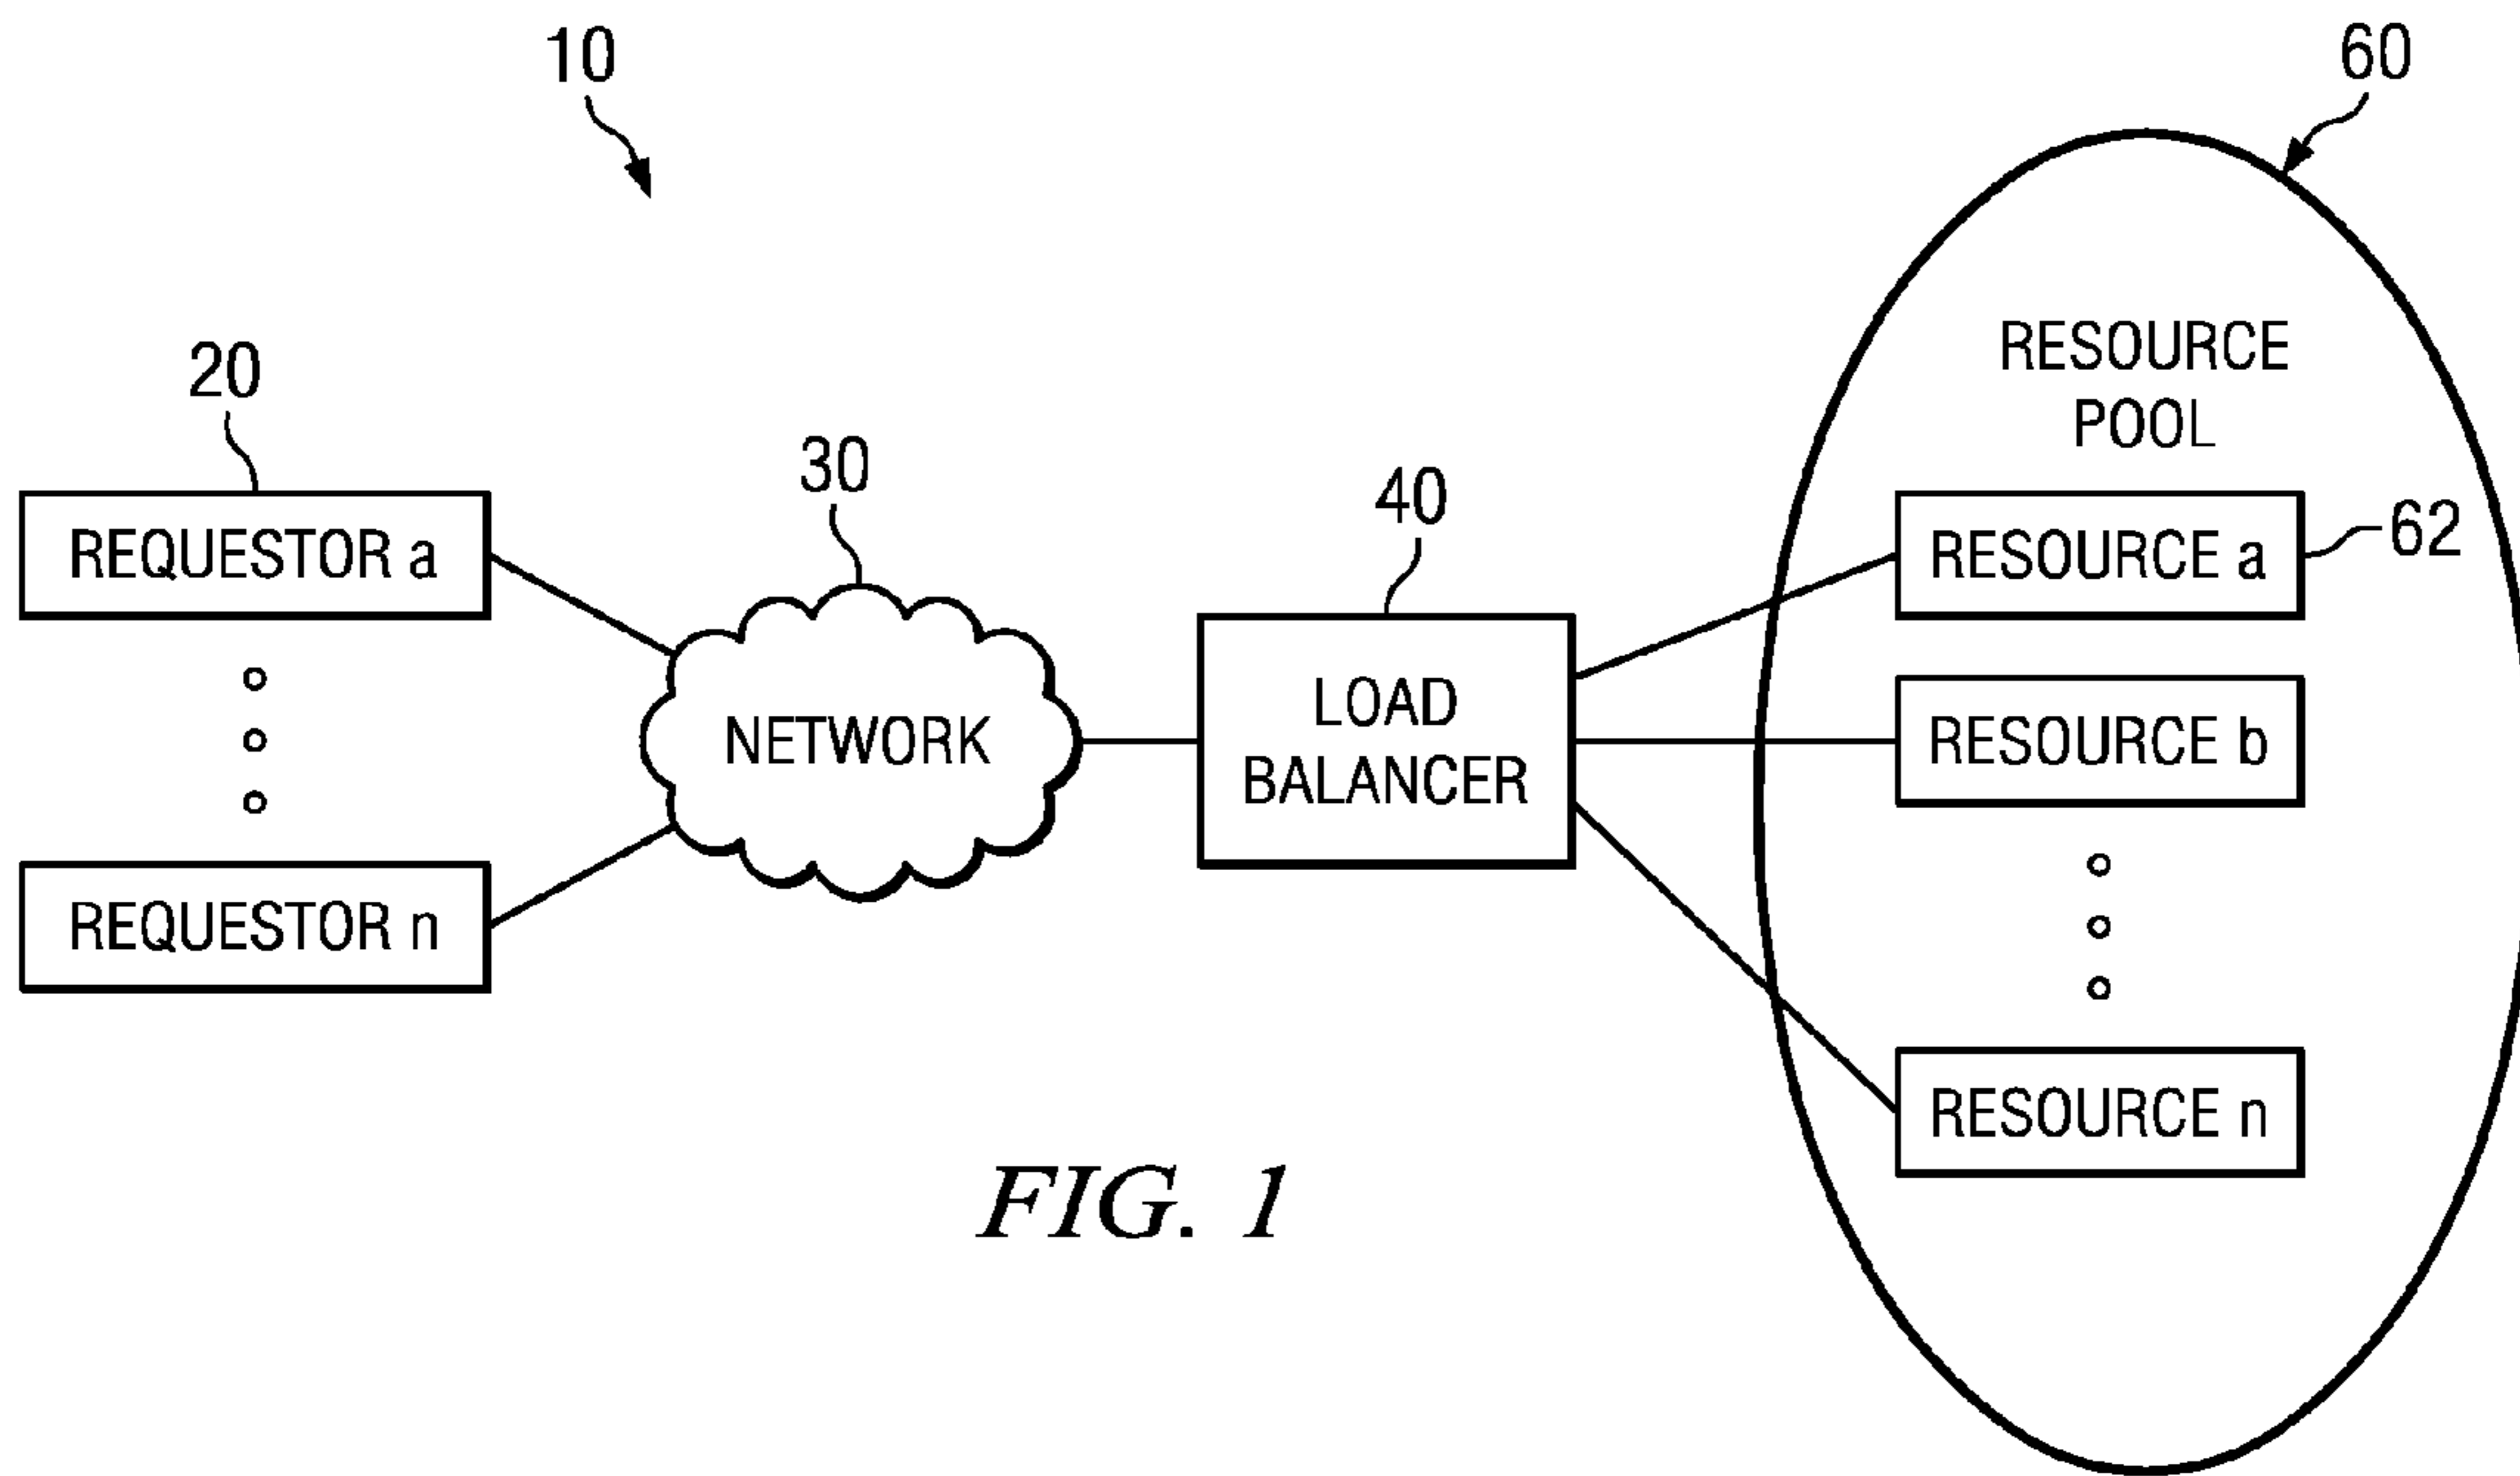 10
60
20
30
40
RESOURCE
POOL
REQUESTOR a
RESOURCE a
62
LOAD
BALANCER
NETWORK
RESOURCE b
REQUESTOR n
RESOURCE n
FIG. 1